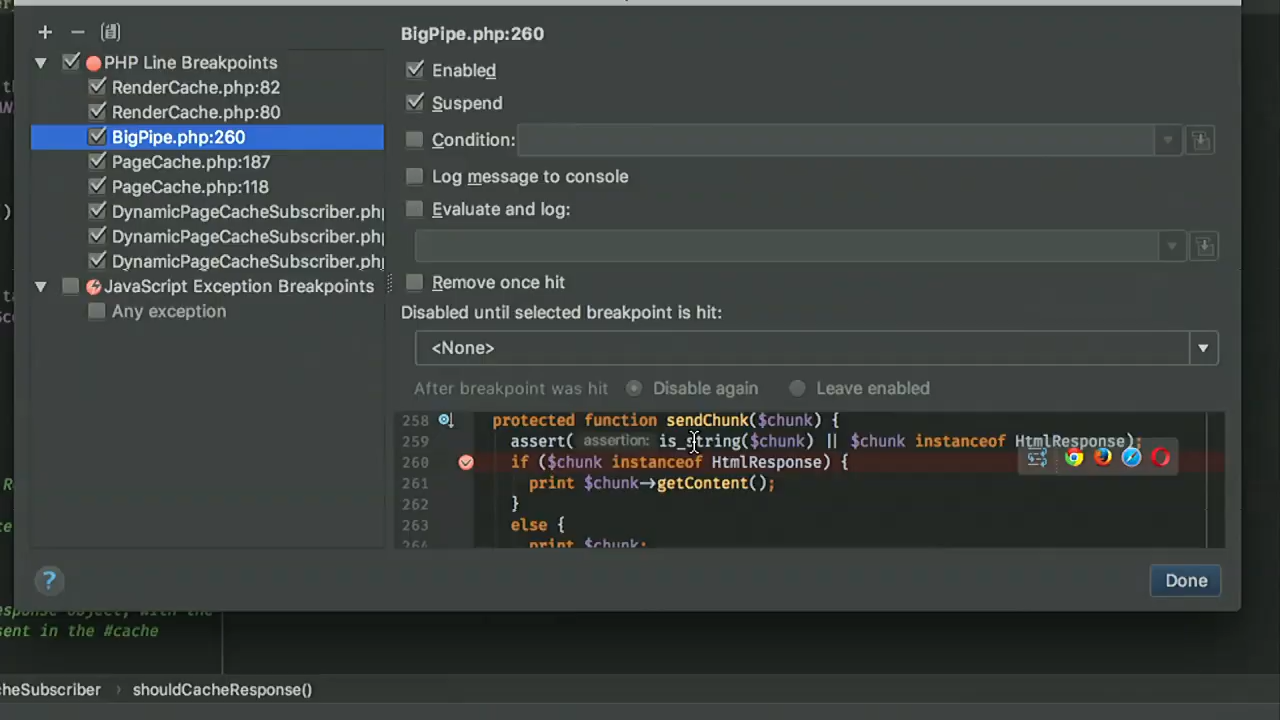 PHP Line Breakpoints
RenderCache.php:82
RenderCache.php:80
BigPipe.php:260
PageCache.php:187
PageCache.php:118
DynamicPageCacheSubscriber.php
DynamicPageCacheSubscriber.php
DynamicPageCacheSubscriber.php
JavaScript Exception Breakpoints
Any exception
BigPipe.php:260
Enabled
Suspend
Condition:
Log message to console
Evaluate and log:
Remove once hit
Disabled until selected breakpoint is hit:
<None>
After breakpoint was hit Disable again Leave enabled
258 protected function sendChunk($chunk) {
259 assert( assertion: is_string($chunk) || $chunk instanceof HtmlResponse);
260 if ($chunk instanceof HtmlResponse) {
261 print $chunk->getContent();
262 }
263 else {
264 print $chunk;
? Done
sent in the #cache
cheSubscriber › shouldCacheResponse()